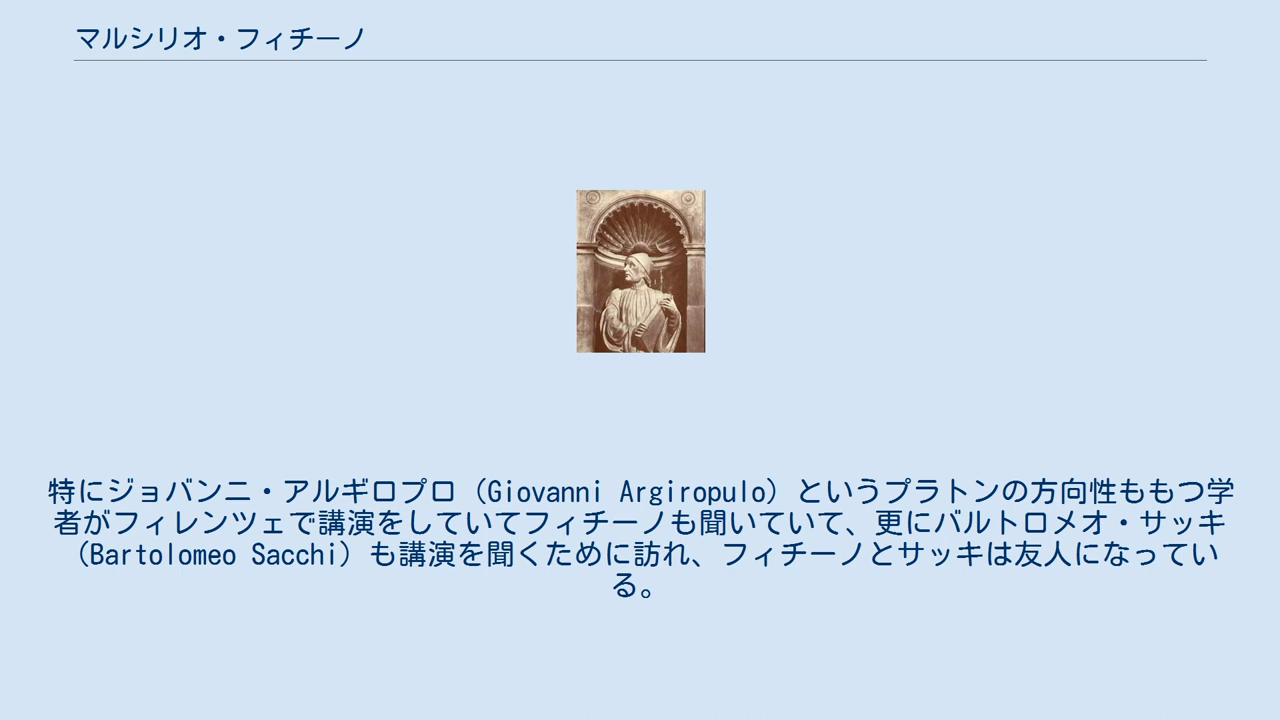 マルシリオ・フィチーノ
特にジョバンニ・アルギロプロ（Giovanni Argiropulo）というプラトンの方向性ももつ学
者がフィレンツェで講演をしていてフィチーノも聞いていて、更にバルトロメオ・サッキ
（Bartolomeo Sacchi）も講演を聞くために訪れ、フィチーノとサッキは友人になってい
る。